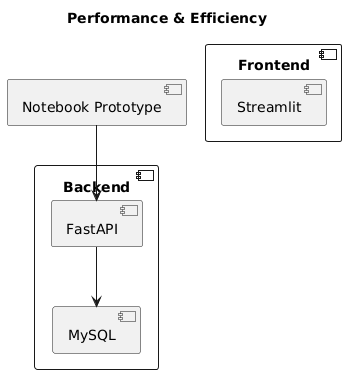 Performance & Efficiency
Frontend
Streamlit
Notebook Prototype
Backend
FastAPI
MySQL